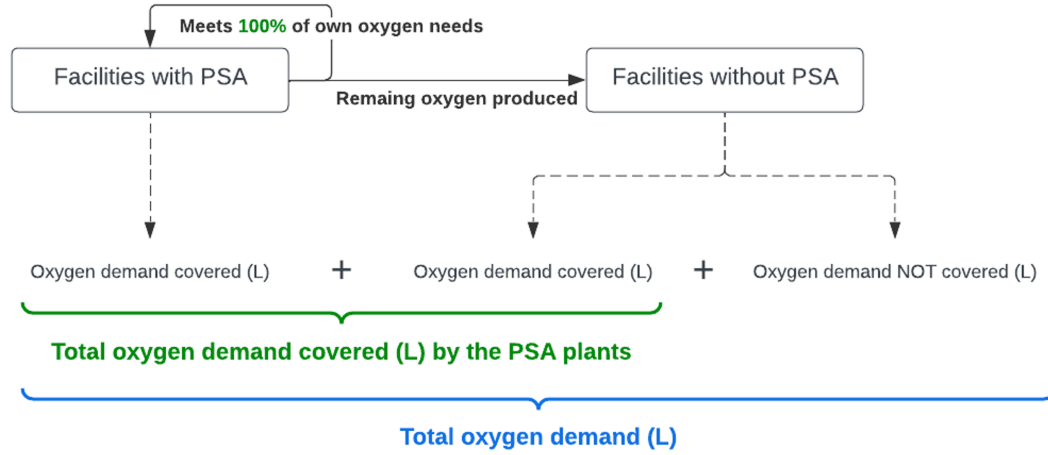 Meets 100% of own oxygen needs
Facilities with PSA
Facilities without PSA
Remaing oxygen produced
Oxygen demand covered (L) + Oxygen demand covered (L) + Oxygen demand NOT covered (L)
Total oxygen demand covered (L) by the PSA plants
Total oxygen demand (L)